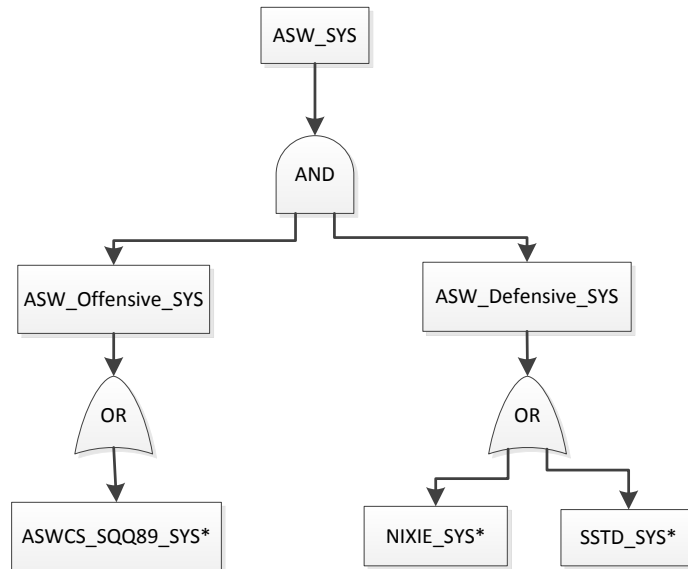 ASW_SYS
AND
ASW_Offensive_SYS
ASW_Defensive_SYS
OR
OR
ASWCS_SQQ89_SYS*
NIXIE_SYS*
SSTD_SYS*